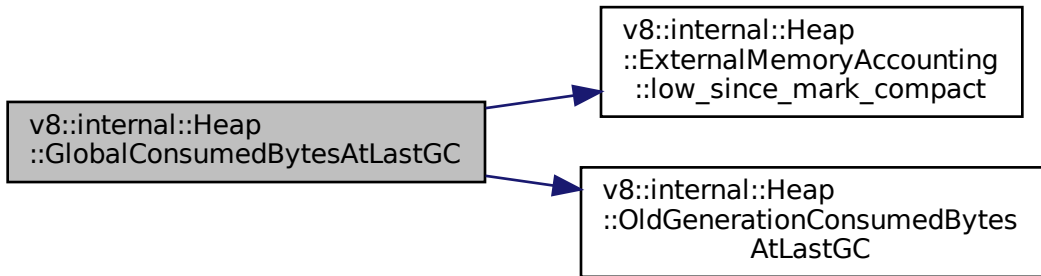 v8::internal::Heap
::GlobalConsumedBytesAtLastGC
v8::internal::Heap
::ExternalMemoryAccounting
::low_since_mark_compact
v8::internal::Heap
::OldGenerationConsumedBytes
AtLastGC